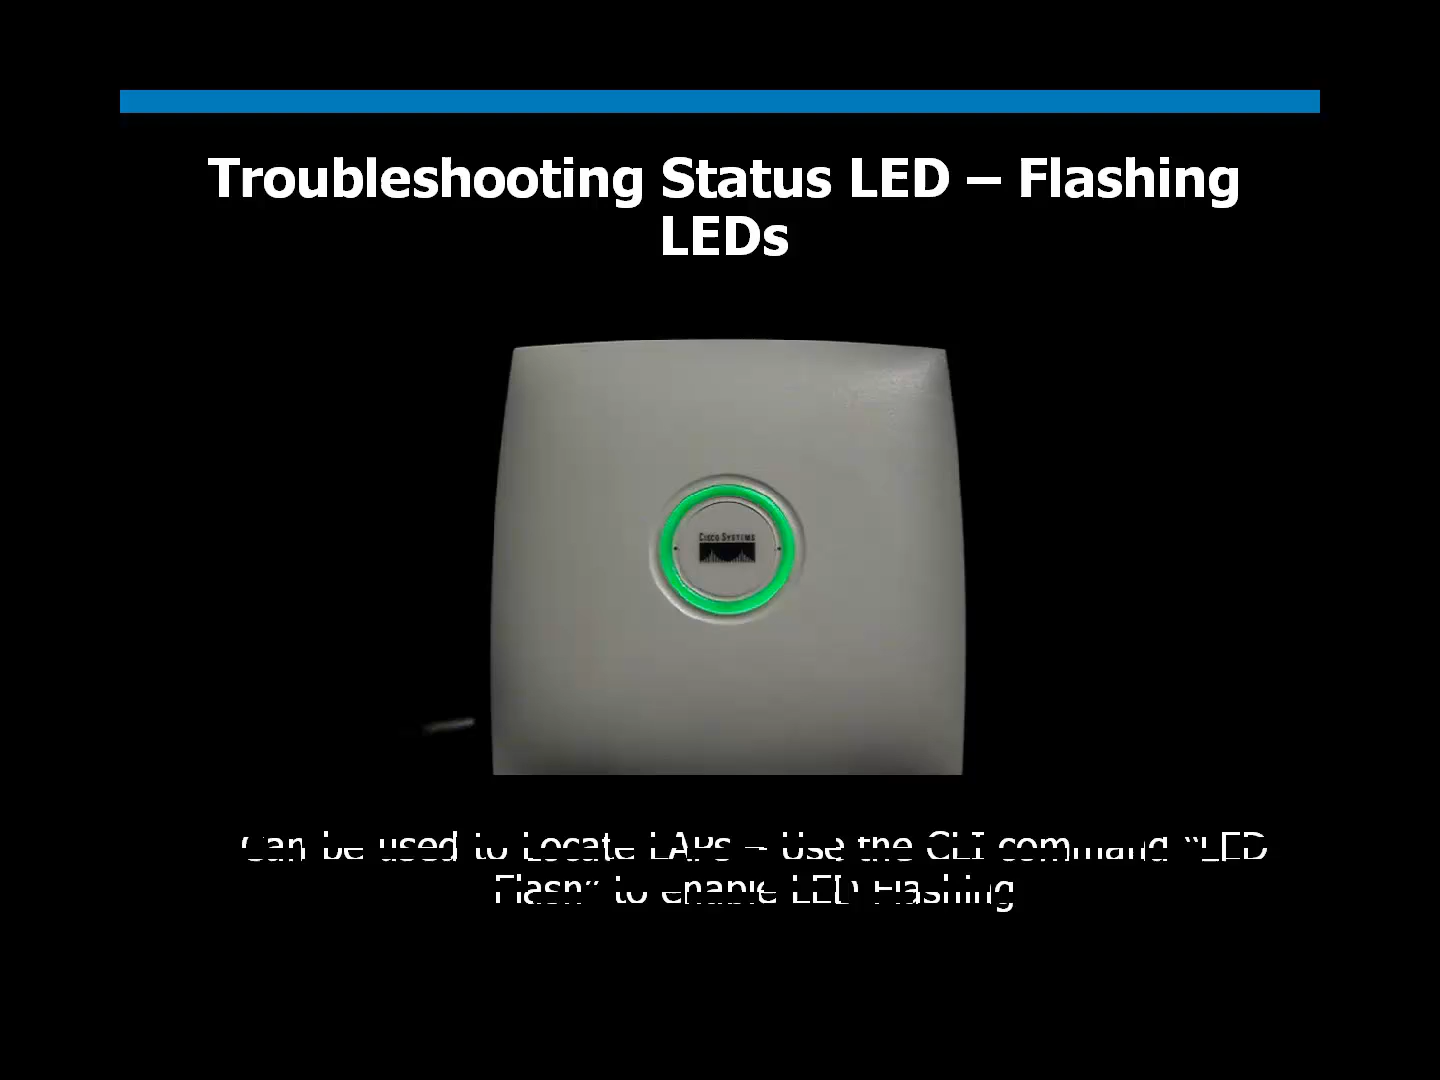 Troubleshooting Status LED – Flashing
LEDs
CISCO SYSTEMS
Can be used to Locate LAPs – Use the CLI command “LED
Flash” to enable LED Flashing